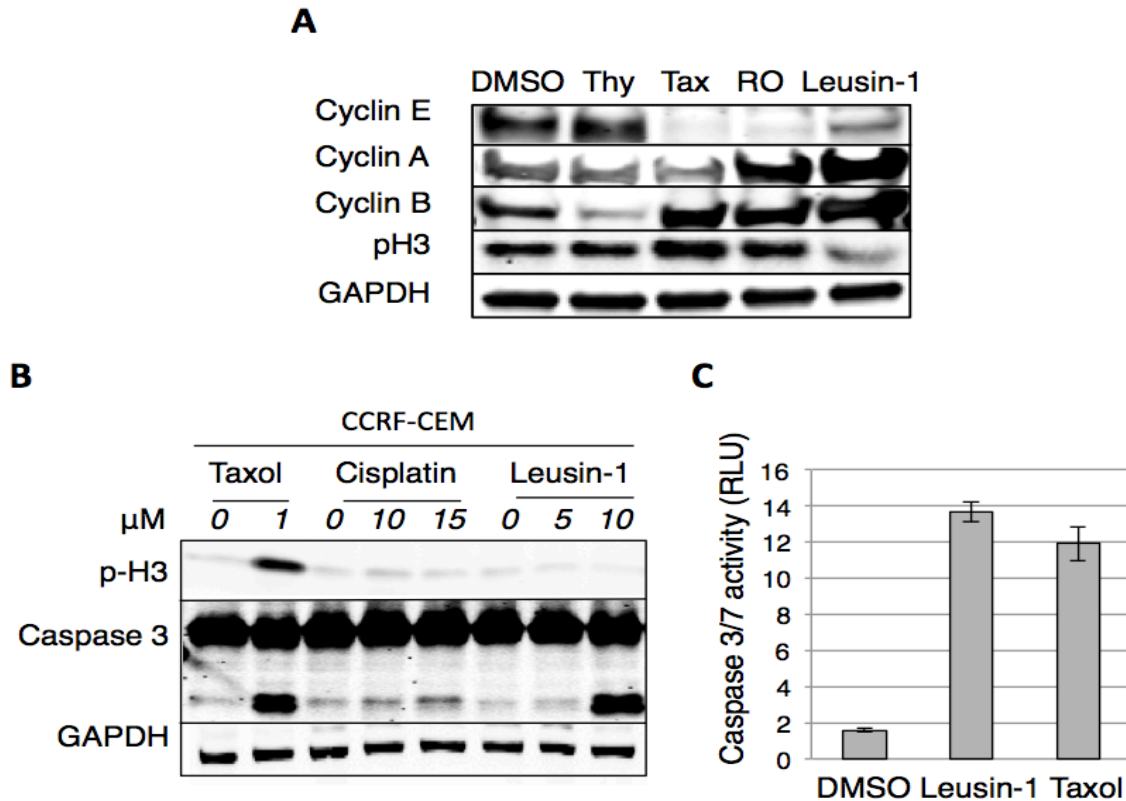 A
DMSO Thy Tax RO Leusin-1
Cyclin E
Cyclin A
Cyclin B
pH3
GAPDH
B
CCRF-CEM
Taxol Cisplatin Leusin-1
µM 0 1 0 10 15 0 5 10
p-H3
Caspase 3
GAPDH
C
Caspase 3/7 activity (RLU)
16
14
12
10
8
6
4
2
0
DMSO Leusin-1 Taxol